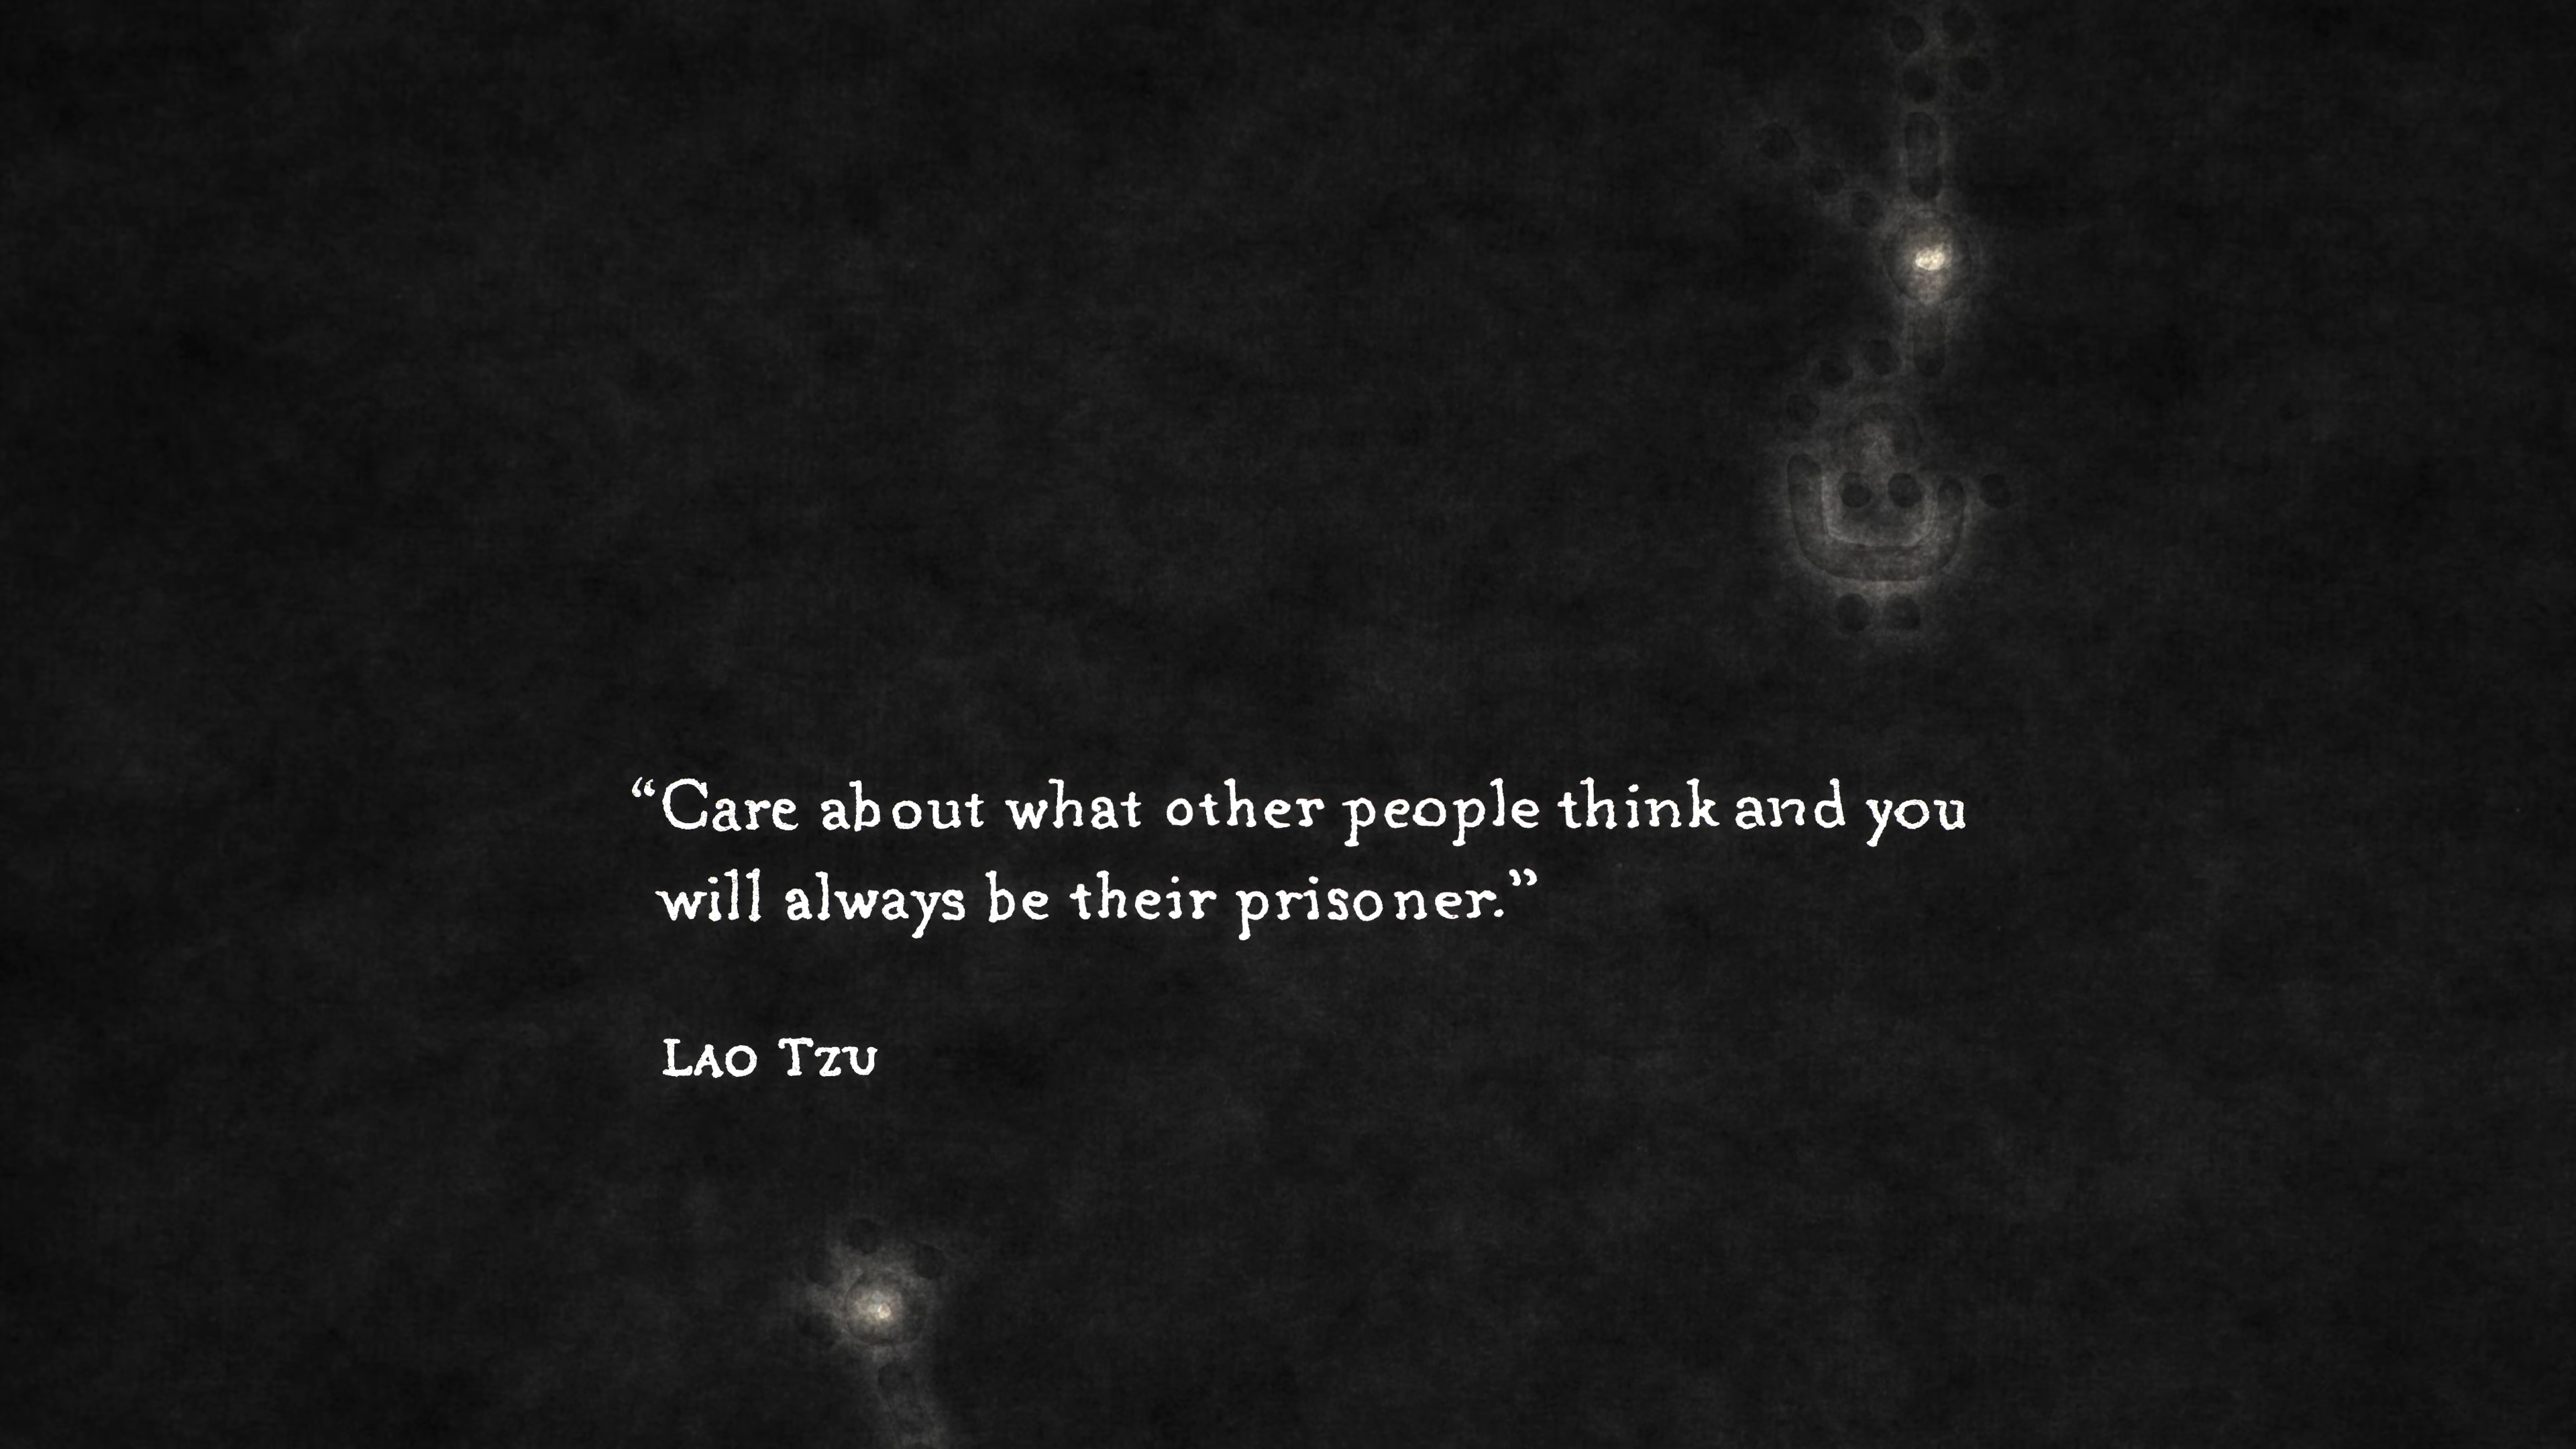 “Care about what other people think and you
will always be their prisoner.”
LAO TZU